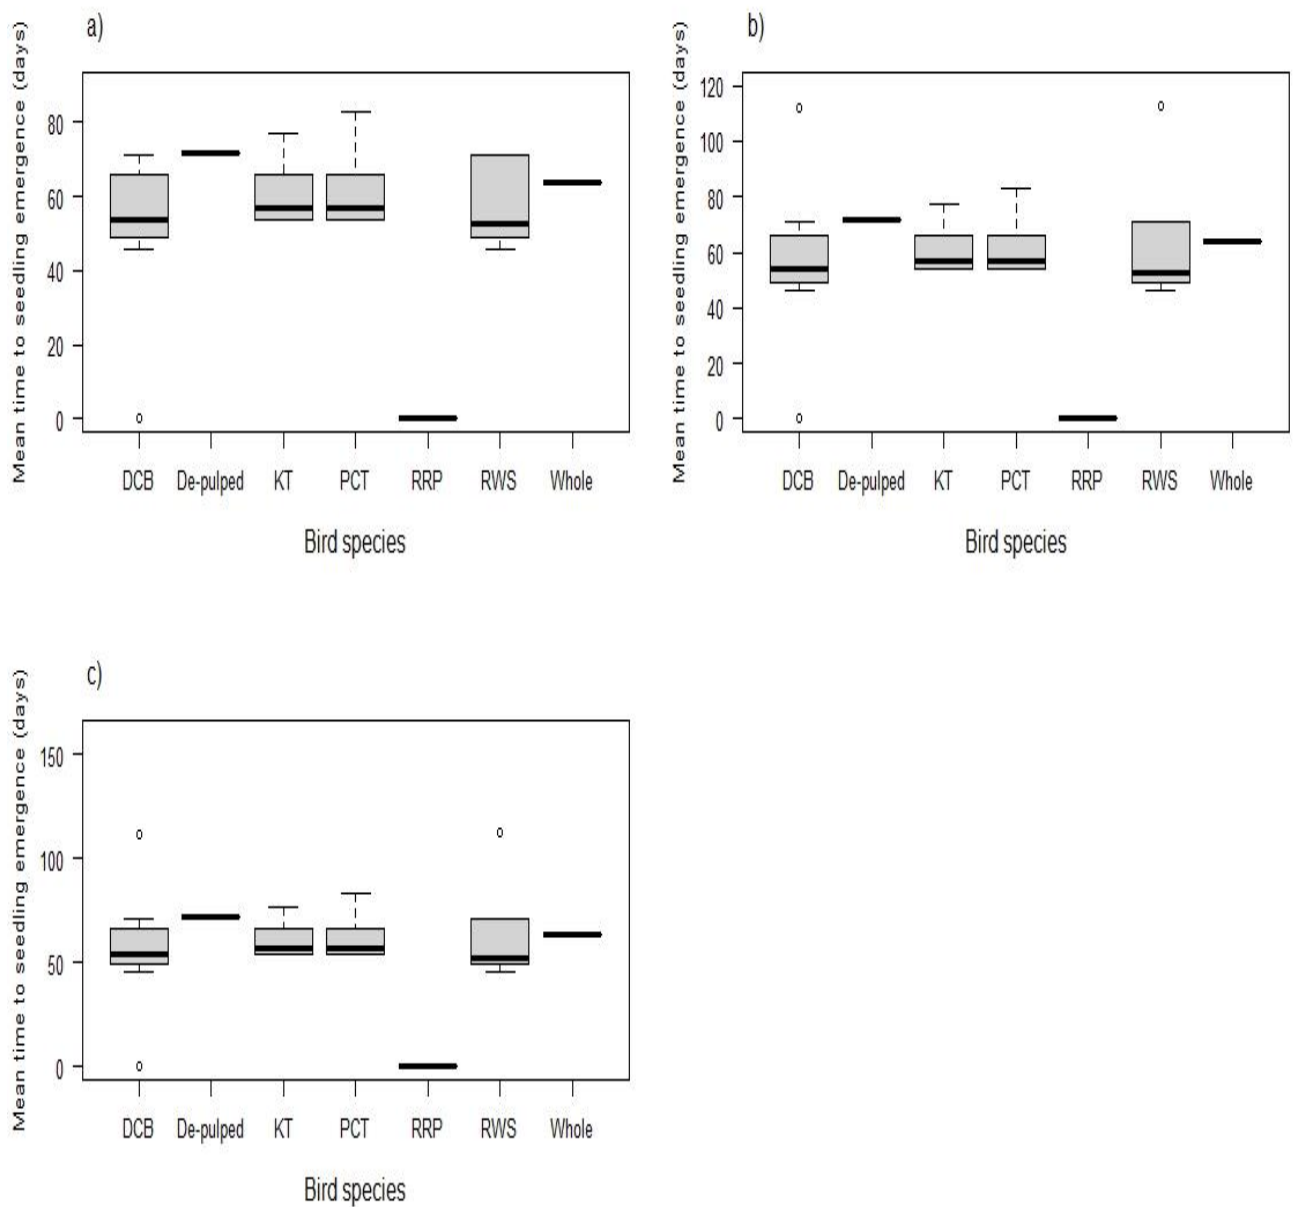 a)
Mean time to seedling emergence (days)
80
60
40
20
0
DCB De-pulped KT PCT RRP RWS Whole
Bird species
b)
Mean time to seedling emergence (days)
120
100
80
60
40
20
0
DCB De-pulped KT PCT RRP RWS Whole
Bird species
c)
Mean time to seedling emergence (days)
150
100
50
0
DCB De-pulped KT PCT RRP RWS Whole
Bird species